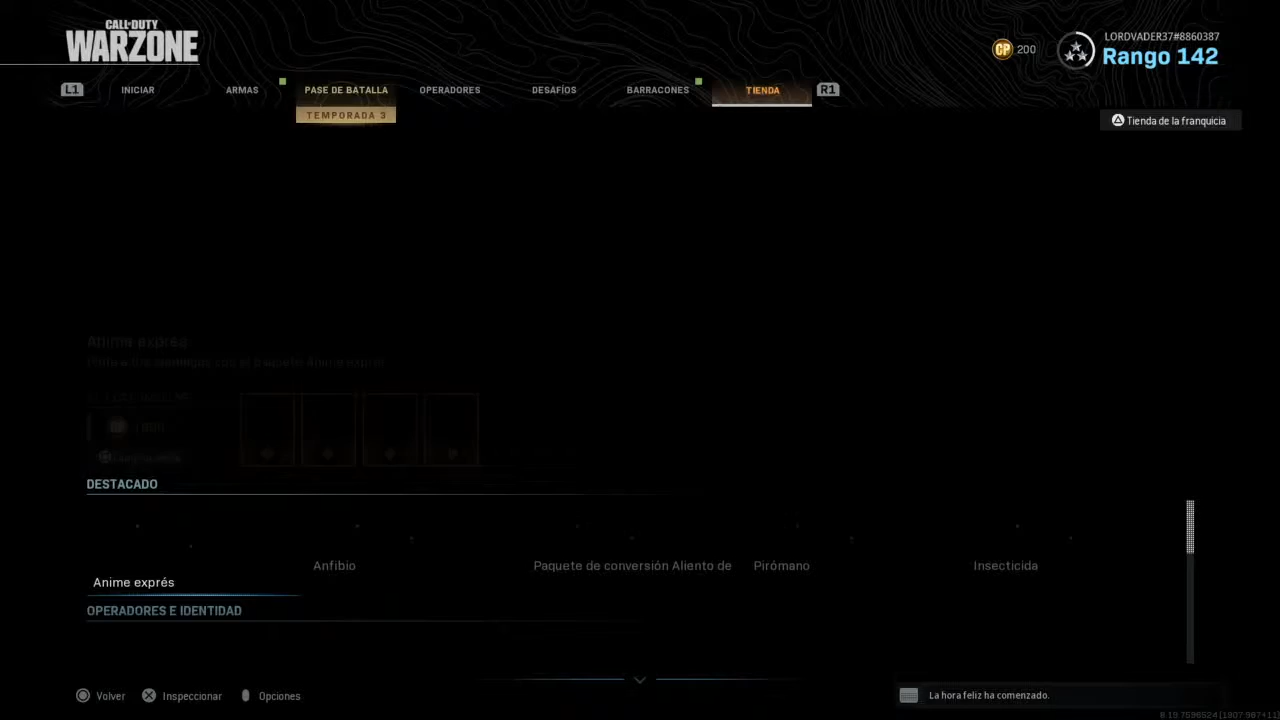 CALL OF DUTY
WARZONE
200
LORDVADER37#8860387
Rango 142
L1
INICIAR
ARMAS
PASE DE BATALLA
OPERADORES
DESAFÍOS
BARRACONES
TIENDA
R1
TEMPORADA 3
Tienda de la franquicia
Anime exprés
DESTACADO
Anfibio
Paquete de conversión Aliento de
Pirómano
Insecticida
Anime exprés
OPERADORES E IDENTIDAD
Volver
Inspeccionar
Opciones
La hora feliz ha comenzado.